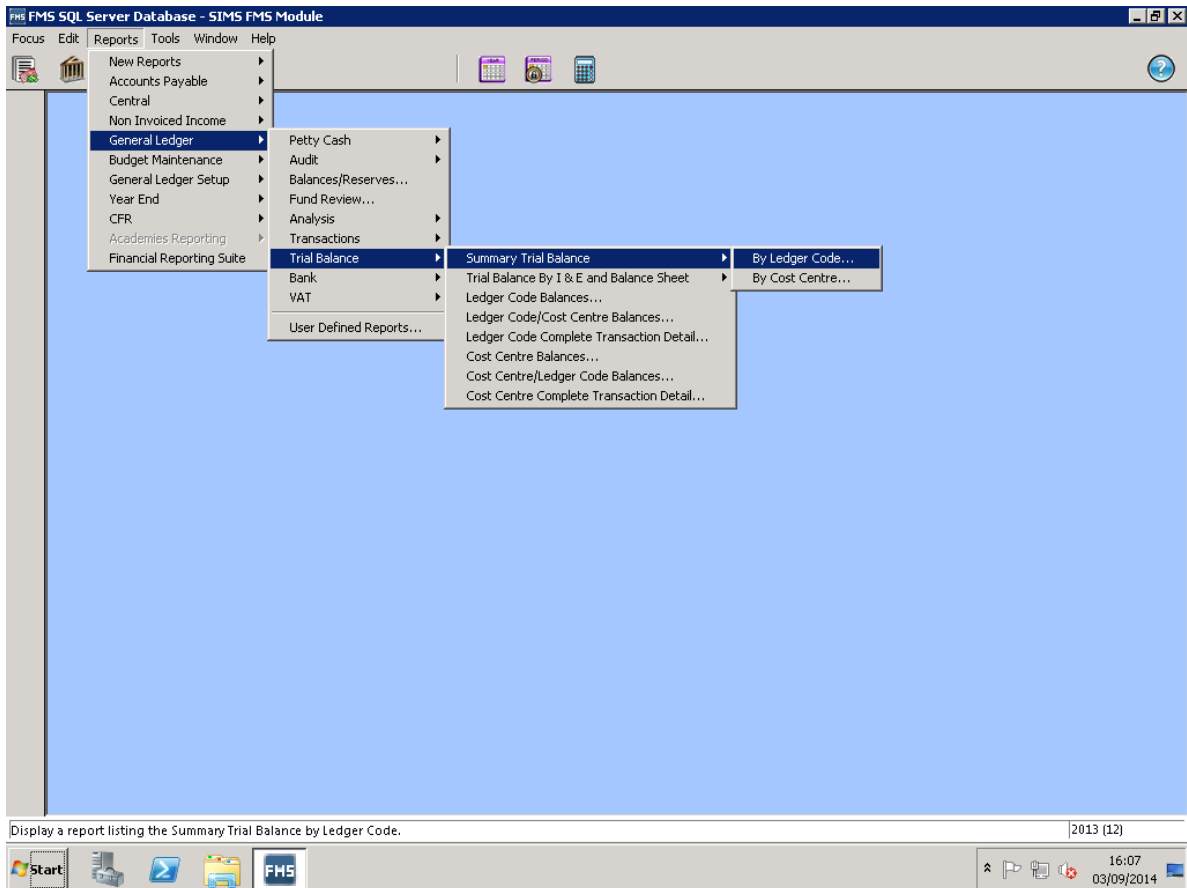 FMS FMS SQL Server Database - SIMS FMS Module
Focus Edit Reports Tools Window Help
New Reports
Accounts Payable
Central
Non Invoiced Income
General Ledger
Budget Maintenance
General Ledger Setup
Year End
CFR
Academies Reporting
Financial Reporting Suite
Petty Cash
Audit
Balances/Reserves...
Fund Review...
Analysis
Transactions
Trial Balance
Bank
VAT
User Defined Reports...
Summary Trial Balance
Trial Balance By I & E and Balance Sheet
Ledger Code Balances...
Ledger Code/Cost Centre Balances...
Ledger Code Complete Transaction Detail...
Cost Centre Balances...
Cost Centre/Ledger Code Balances...
Cost Centre Complete Transaction Detail...
By Ledger Code...
By Cost Centre...
Display a report listing the Summary Trial Balance by Ledger Code.
2013 (12)
Start
FMS
16:07
03/09/2014